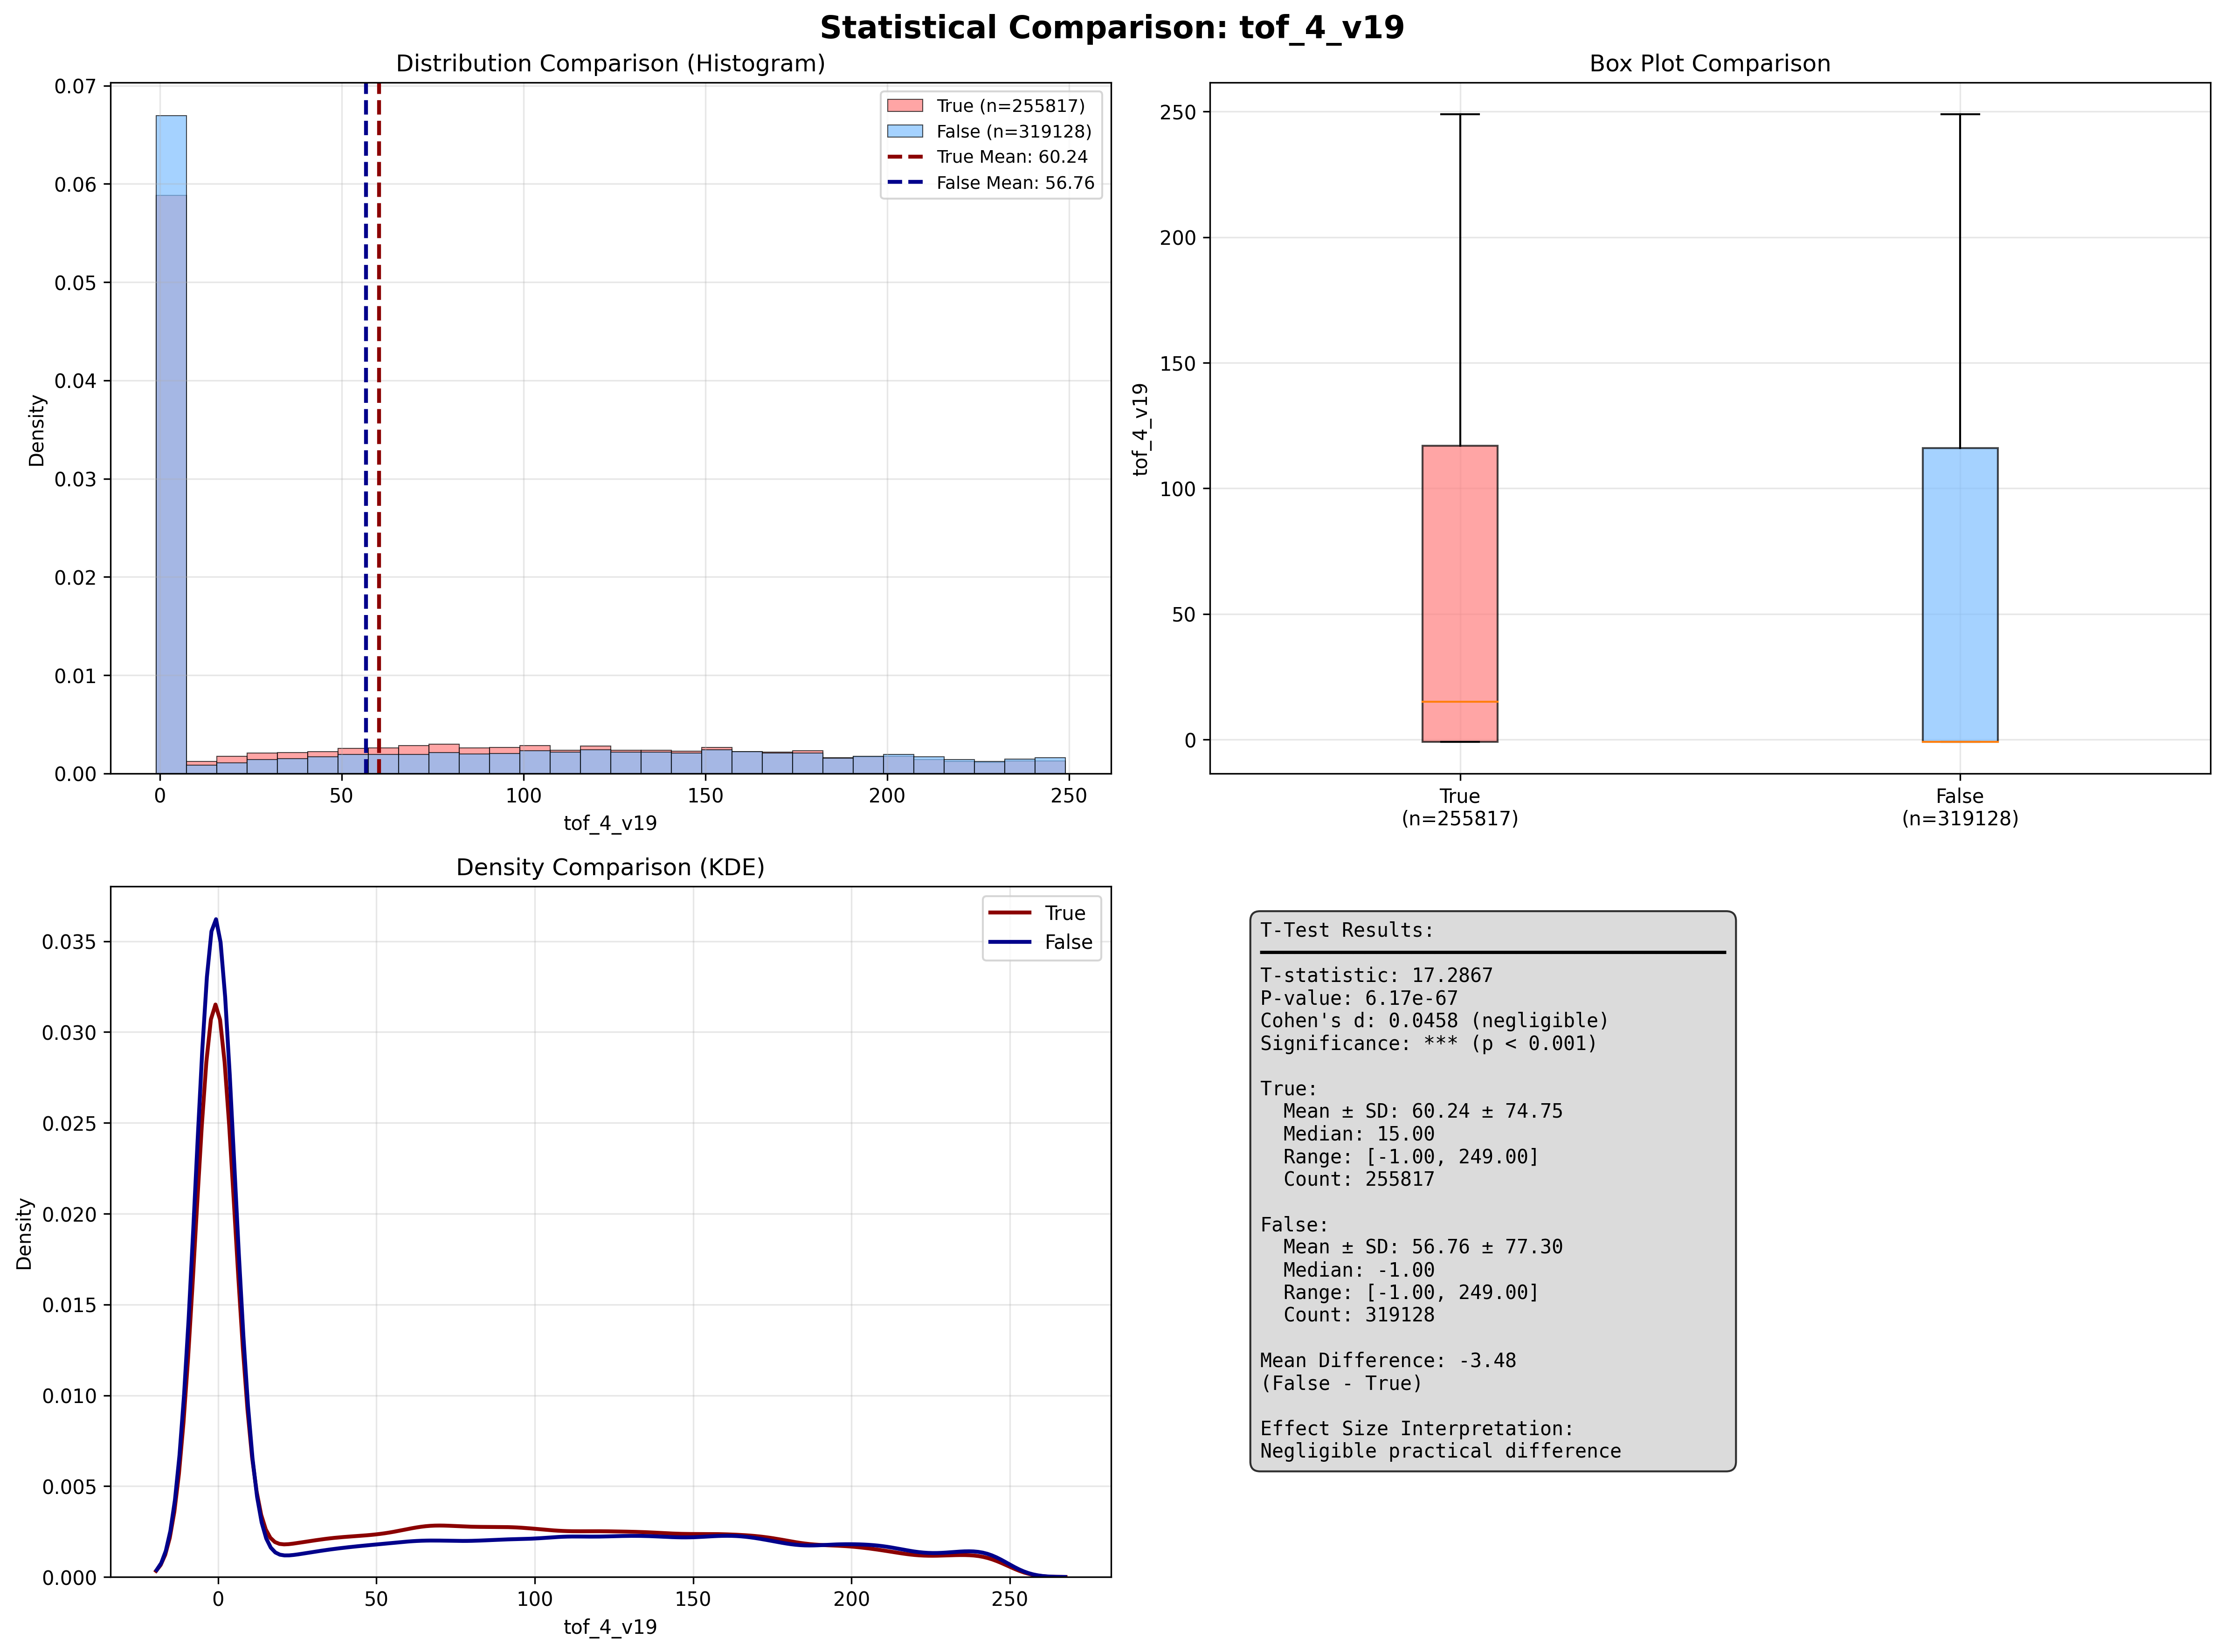 Statistical Comparison: tof_4_v19
Distribution Comparison (Histogram)
0.07
0.06
0.05
0.04
0.03
0.02
0.01
0.00
Density
0
50
100
150
200
250
tof_4_v19
True (n=255817)
False (n=319128)
True Mean: 60.24
False Mean: 56.76
Box Plot Comparison
250
200
150
100
50
0
tof_4_v19
True
(n=255817)
False
(n=319128)
Density Comparison (KDE)
0.035
0.030
0.025
0.020
0.015
0.010
0.005
0.000
Density
0
50
100
150
200
250
tof_4_v19
True
False
T-Test Results:
T-statistic: 17.2867
P-value: 6.17e-67
Cohen's d: 0.0458 (negligible)
Significance: *** (p < 0.001)
True:
Mean ± SD: 60.24 ± 74.75
Median: 15.00
Range: [-1.00, 249.00]
Count: 255817
False:
Mean ± SD: 56.76 ± 77.30
Median: -1.00
Range: [-1.00, 249.00]
Count: 319128
Mean Difference: -3.48
(False - True)
Effect Size Interpretation:
Negligible practical difference